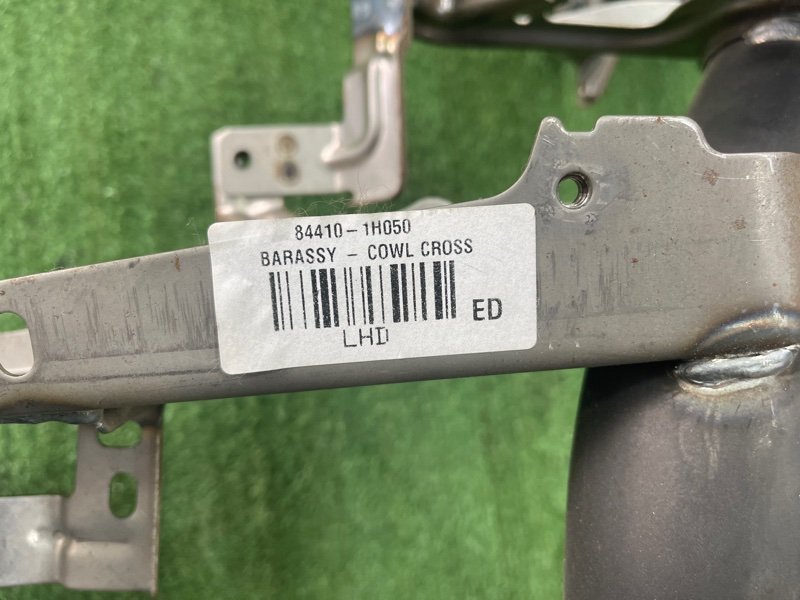 84410-1H050
BARASSY - COWL CROSS
ED
LHD